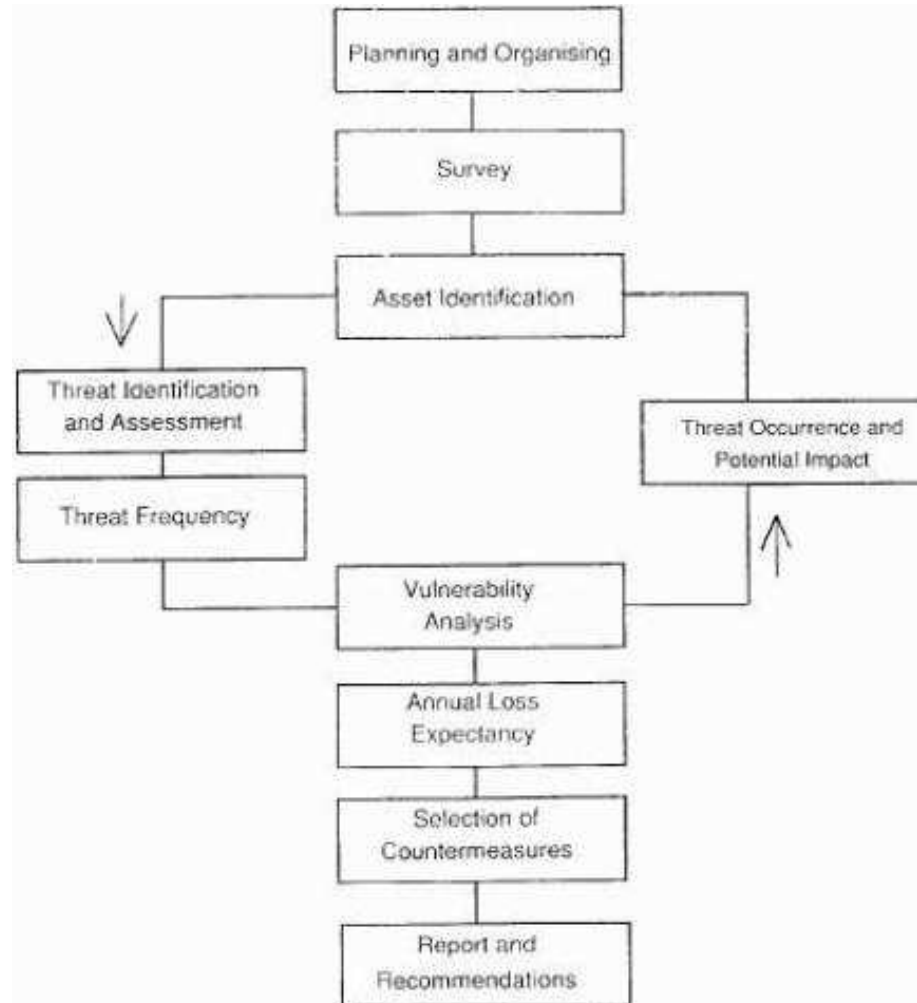 Planning and Organising
Survey
Asset Identification
Threat Identification
and Assessment
Threat Occurrence and
Potential Impact
Threat Frequency
Vulnerability
Analysis
Annual Loss
Expectancy
Selection of
Countermeasures
Report and
Recommendations